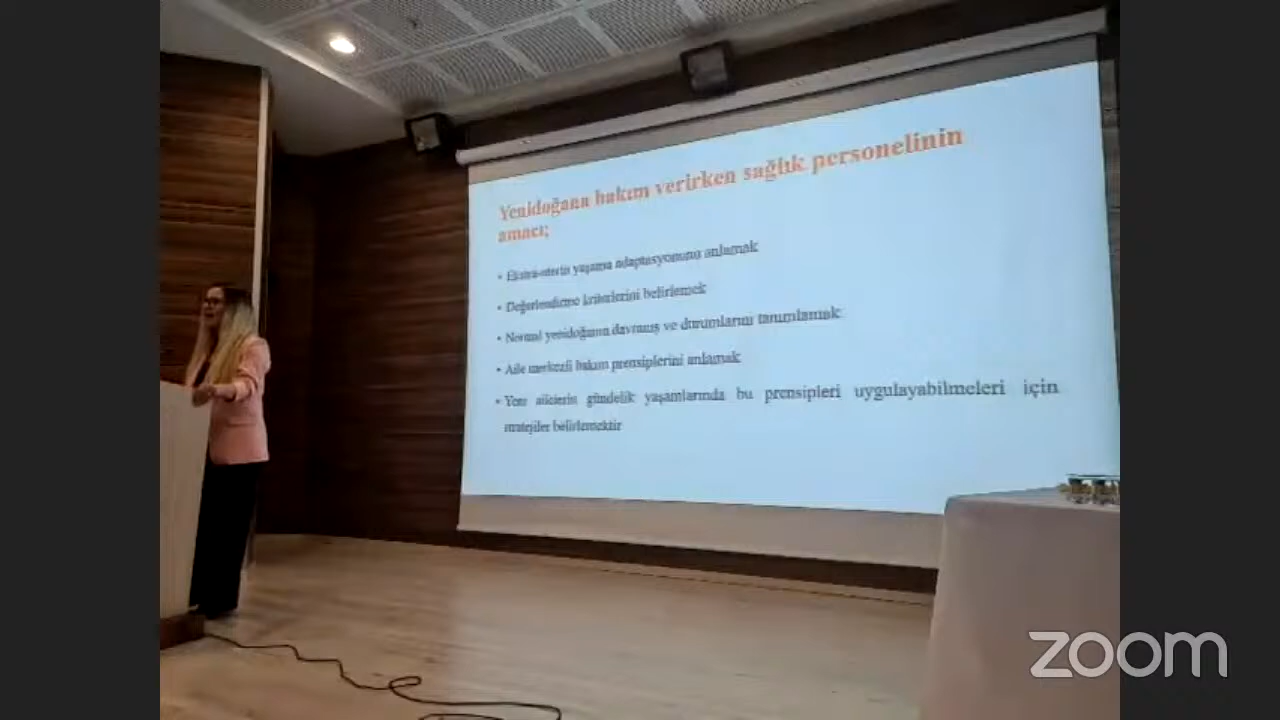 Yenidoğana bakım verirken sağlık personelinin
amacı;
• Ekstra-uterin yaşama adaptasyonunu anlamak
• Değerlendirme kriterlerini belirlemek
• Normal yenidoğanın davranış ve durumlarını tanımlamak
• Aile merkezli bakım prensiplerini anlamak
• Yeni ailelerin gündelik yaşamlarında bu prensipleri uygulayabilmeleri için
stratejiler belirlemektir
zoom